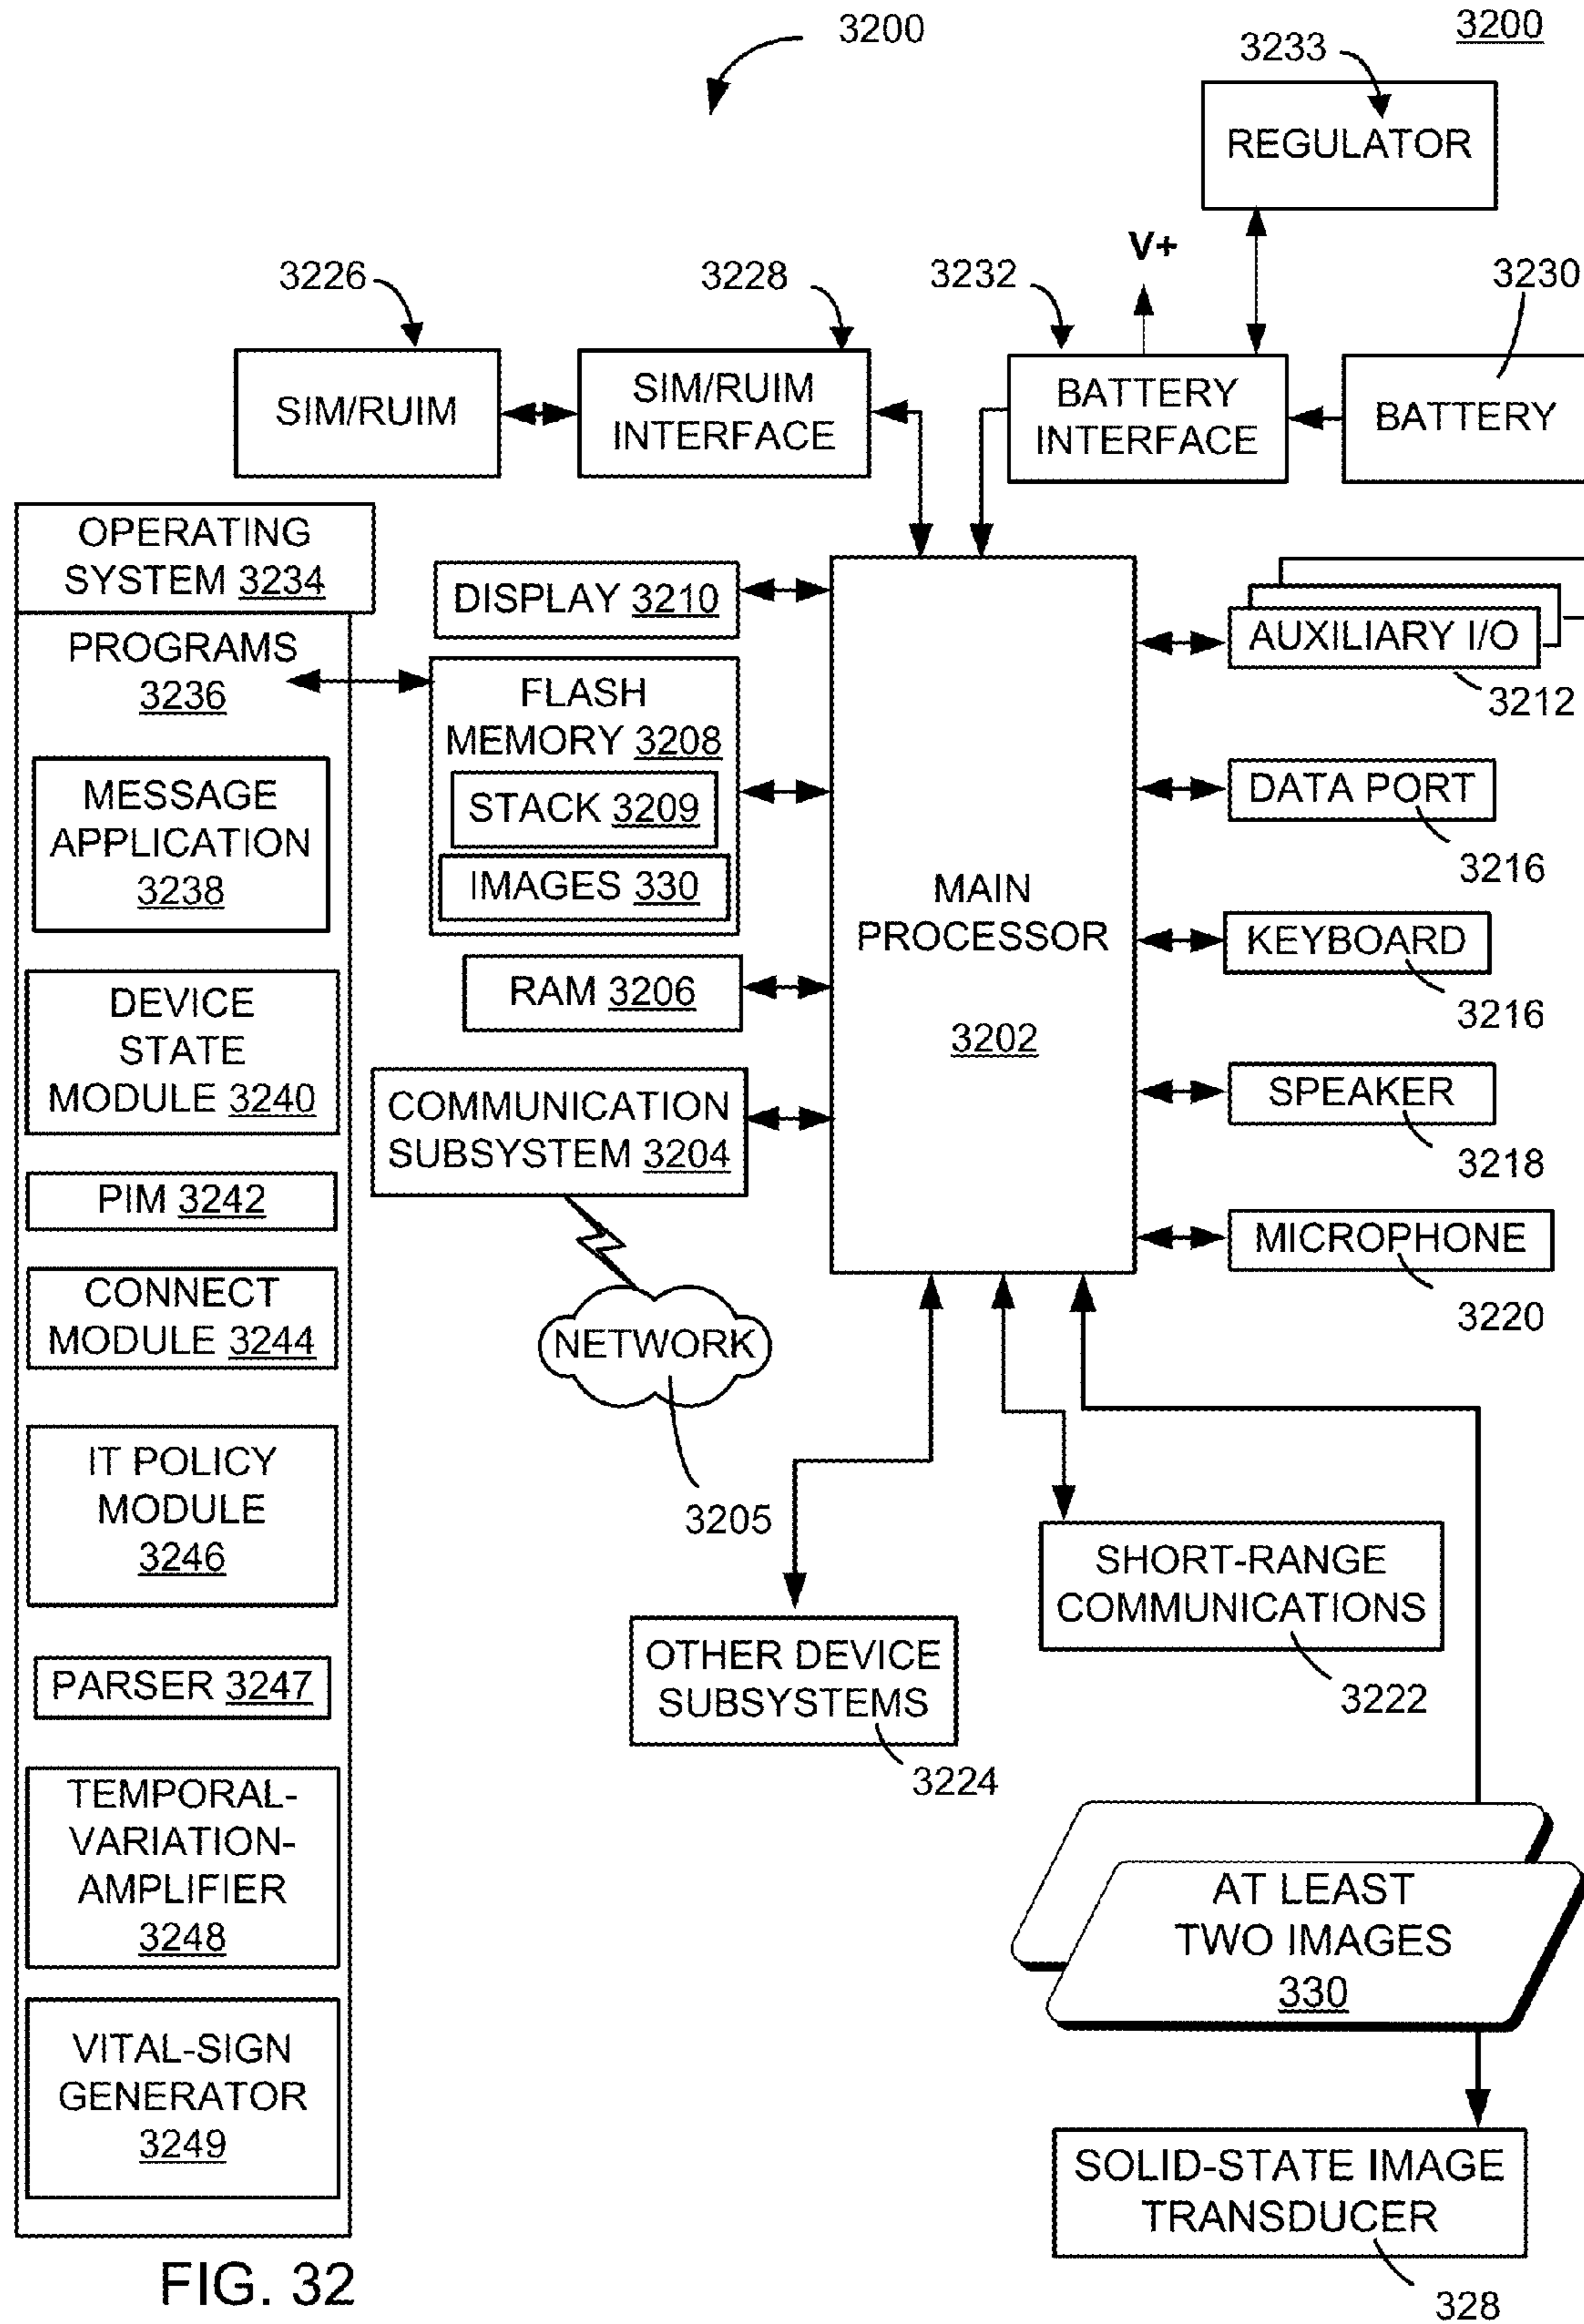 3200
3200
3233
REGULATOR
V+
3226
3228
3232
3230
SIM/RUIM
SIM/RUIM
INTERFACE
BATTERY
INTERFACE
BATTERY
OPERATING
SYSTEM 3234
PROGRAMS
3236
MESSAGE
APPLICATION
3238
DEVICE
STATE
MODULE 3240
PIM 3242
CONNECT
MODULE 3244
IT POLICY
MODULE
3246
PARSER 3247
TEMPORAL-
VARIATION-
AMPLIFIER
3248
VITAL-SIGN
GENERATOR
3249
DISPLAY 3210
FLASH
MEMORY 3208
STACK 3209
IMAGES 330
RAM 3206
COMMUNICATION
SUBSYSTEM 3204
NETWORK
3205
MAIN
PROCESSOR
3202
AUXILIARY I/O
3212
DATA PORT
3216
KEYBOARD
3216
SPEAKER
3218
MICROPHONE
3220
SHORT-RANGE
COMMUNICATIONS
3222
OTHER DEVICE
SUBSYSTEMS
3224
AT LEAST
TWO IMAGES
330
SOLID-STATE IMAGE
TRANSDUCER
328
FIG. 32